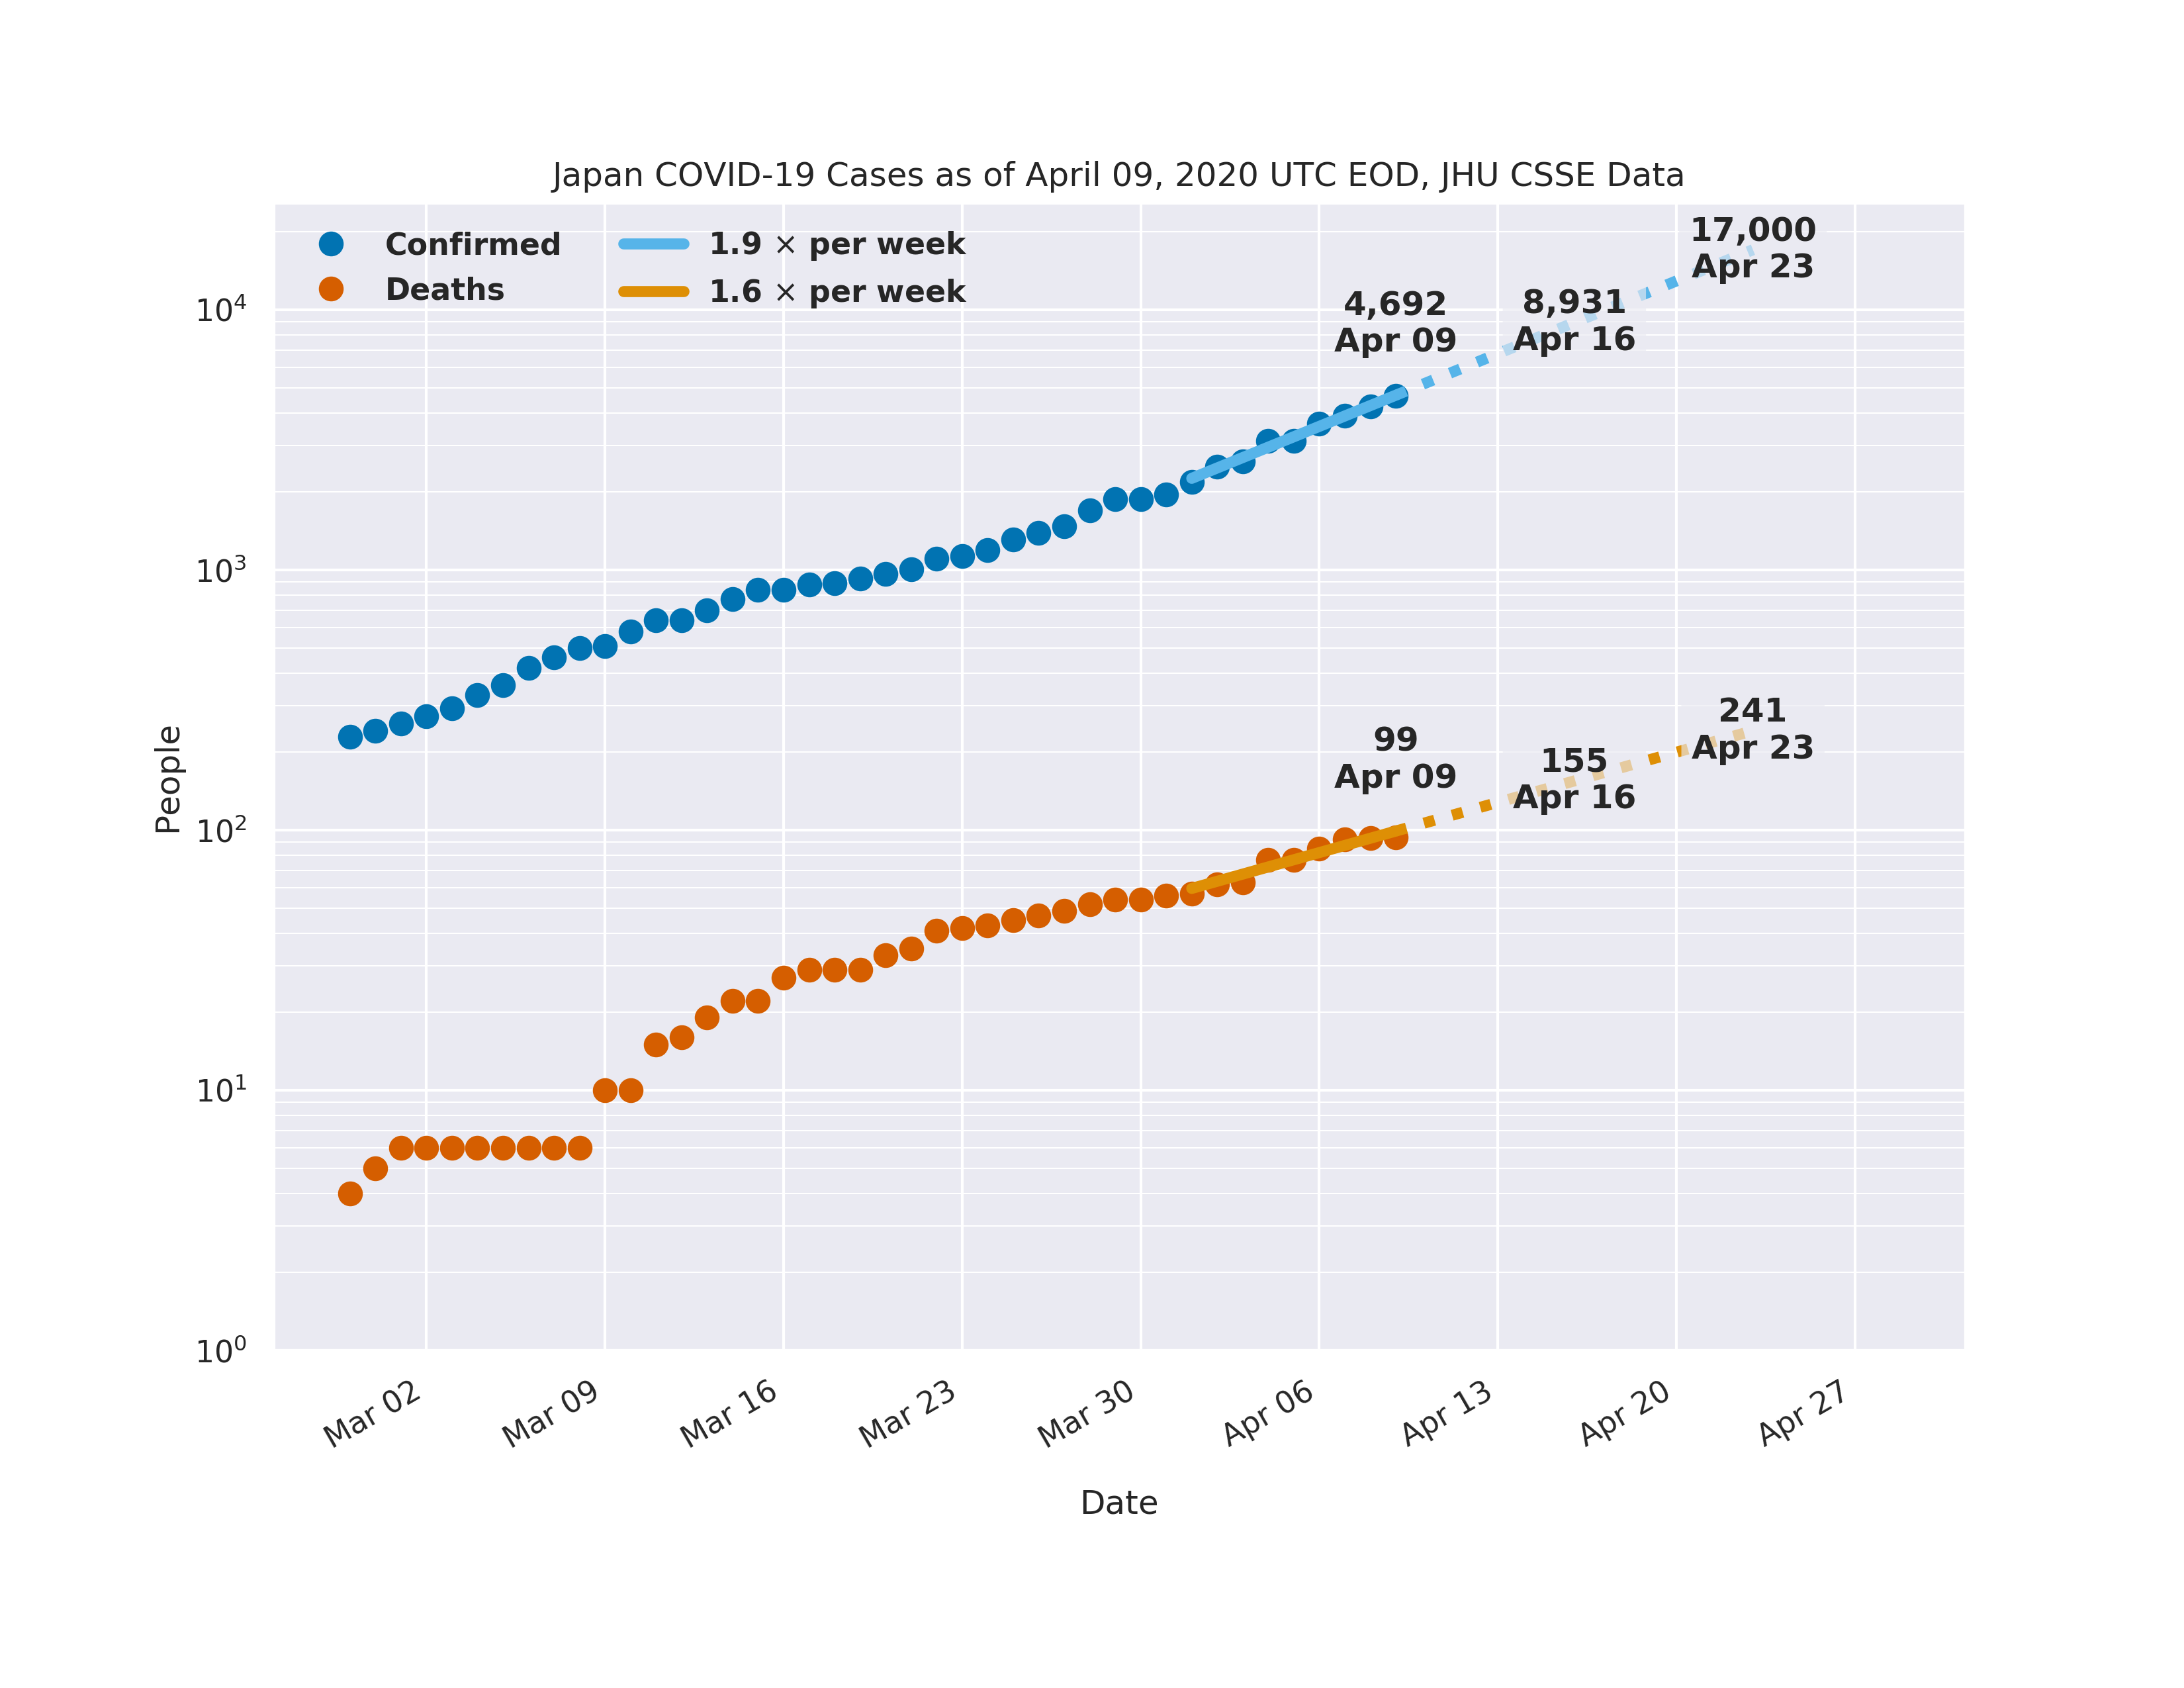 Japan COVID-19 Cases as of April 09, 2020 UTC EOD, JHU CSSE Data
Confirmed
Deaths
1.9 × per week
1.6 × per week
17,000
Apr 23
4,692
Apr 09
8,931
Apr 16
241
Apr 23
99
Apr 09
155
Apr 16
People
10⁴
10³
10²
10¹
10⁰
Mar 02
Mar 09
Mar 16
Mar 23
Mar 30
Apr 06
Apr 13
Apr 20
Apr 27
Date